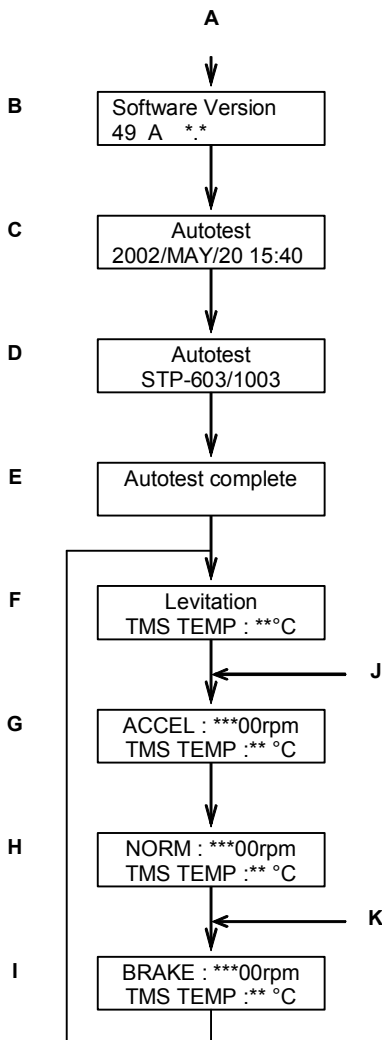 A
B
Software Version
49 A *.*
C
Autotest
2002/MAY/20 15:40
D
Autotest
STP-603/1003
E
Autotest complete
F
Levitation
TMS TEMP : **°C
J
G
ACCEL : ***00rpm
TMS TEMP :** °C
H
NORM : ***00rpm
TMS TEMP :** °C
K
I
BRAKE : ***00rpm
TMS TEMP :** °C